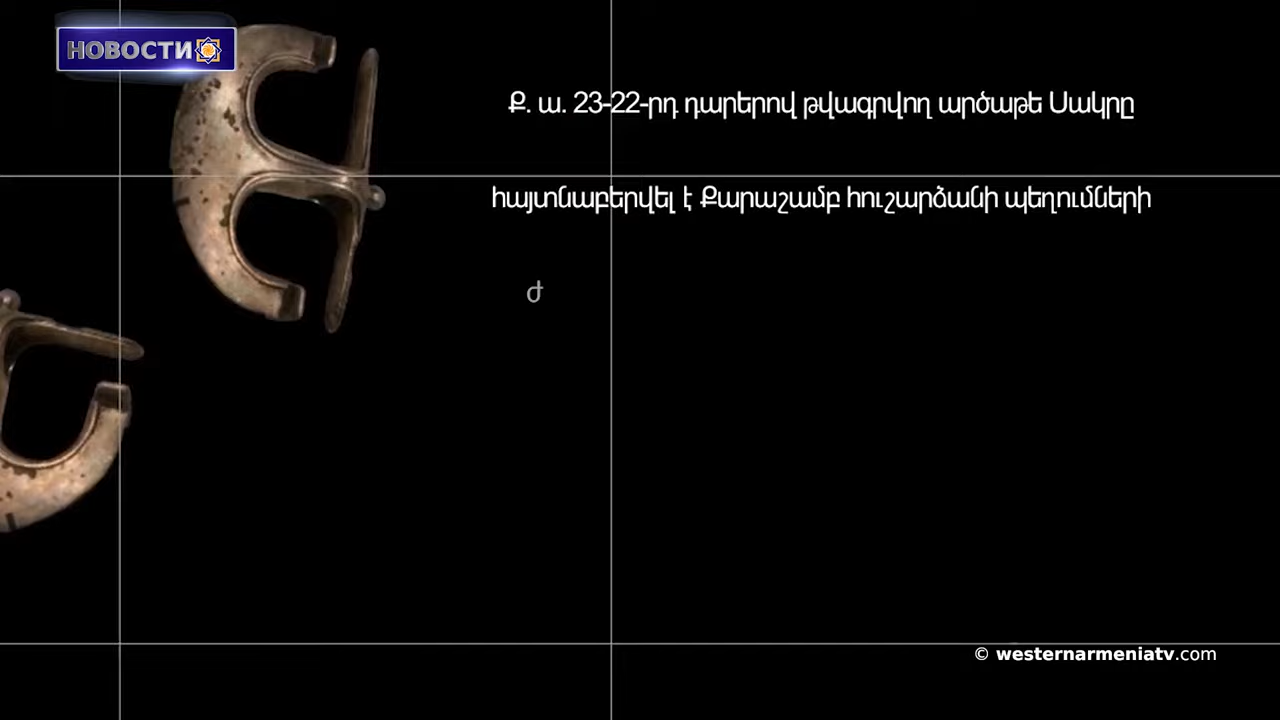 НОВОСТИ
Ք. ա. 23-22-րդ դարերով թվագրվող արծաթե Սակրը
հայտնաբերվել է Քարաշամբ հուշարձանի պեղումների
ժ
© westernarmeniatv.com